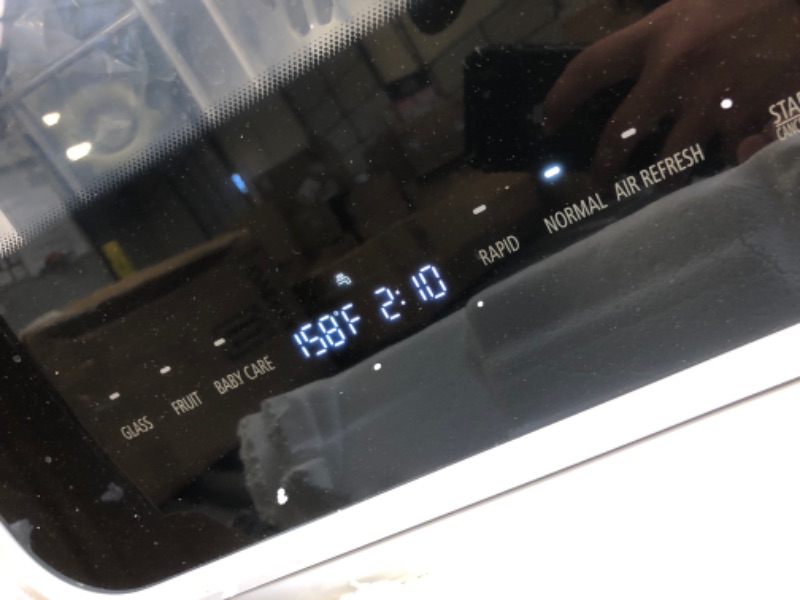 GLASS
FRUIT
BABY CARE
158°F 2:10
RAPID
NORMAL
AIR REFRESH